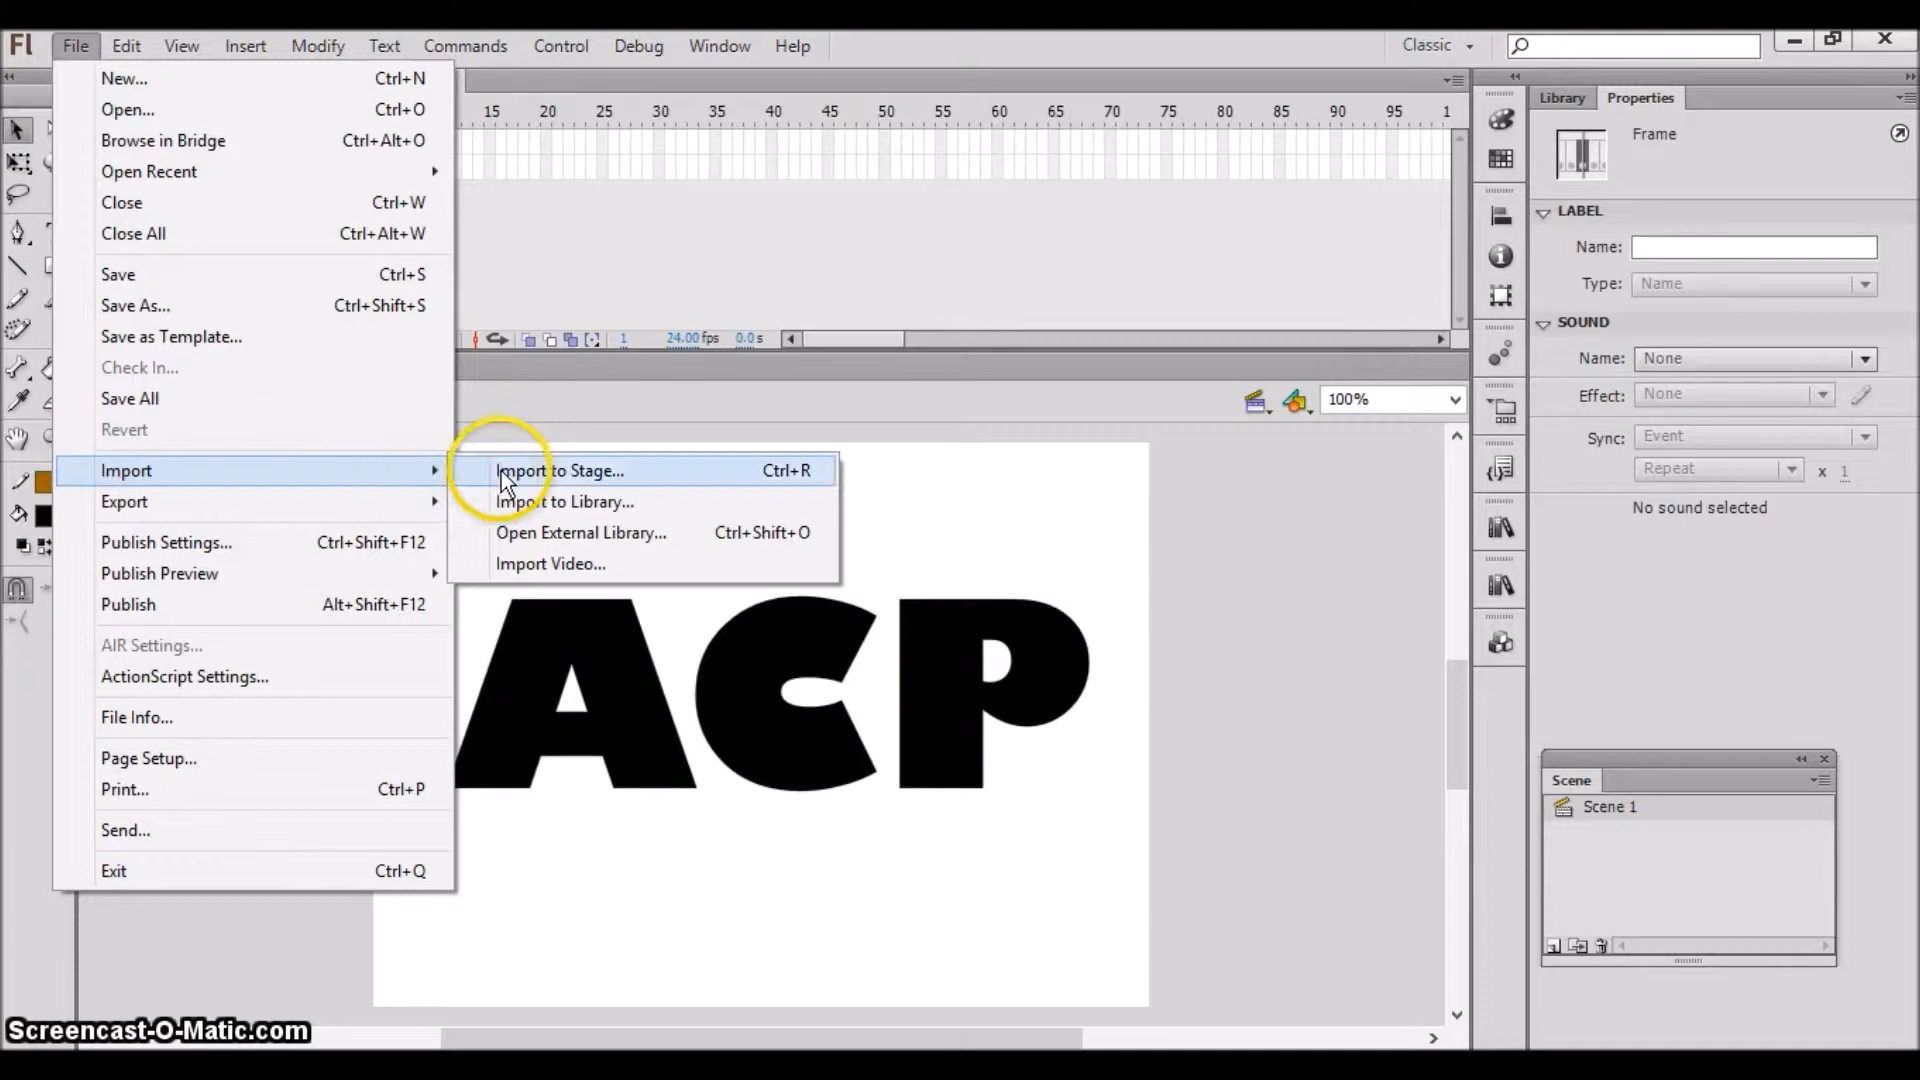 Fl File Edit View Insert Modify Text Commands Control Debug Window Help Classic
New... Ctrl+N
Open... Ctrl+O
Browse in Bridge Ctrl+Alt+O
Open Recent
Close Ctrl+W
Close All Ctrl+Alt+W
Save Ctrl+S
Save As... Ctrl+Shift+S
Save as Template...
Check In...
Save All
Revert
Import
Export
Publish Settings... Ctrl+Shift+F12
Publish Preview
Publish Alt+Shift+F12
AIR Settings...
ActionScript Settings...
File Info...
Page Setup...
Print... Ctrl+P
Send...
Exit Ctrl+Q
Import to Stage... Ctrl+R
Import to Library...
Open External Library... Ctrl+Shift+O
Import Video...
15 20 25 30 35 40 45 50 55 60 65 70 75 80 85 90 95 1
1 24.00 fps 0.0 s
100%
ACP
Library Properties
Frame
LABEL
Name:
Type: Name
SOUND
Name: None
Effect: None
Sync: Event
Repeat x 1
No sound selected
Scene
Scene 1
Screencast-O-Matic.com